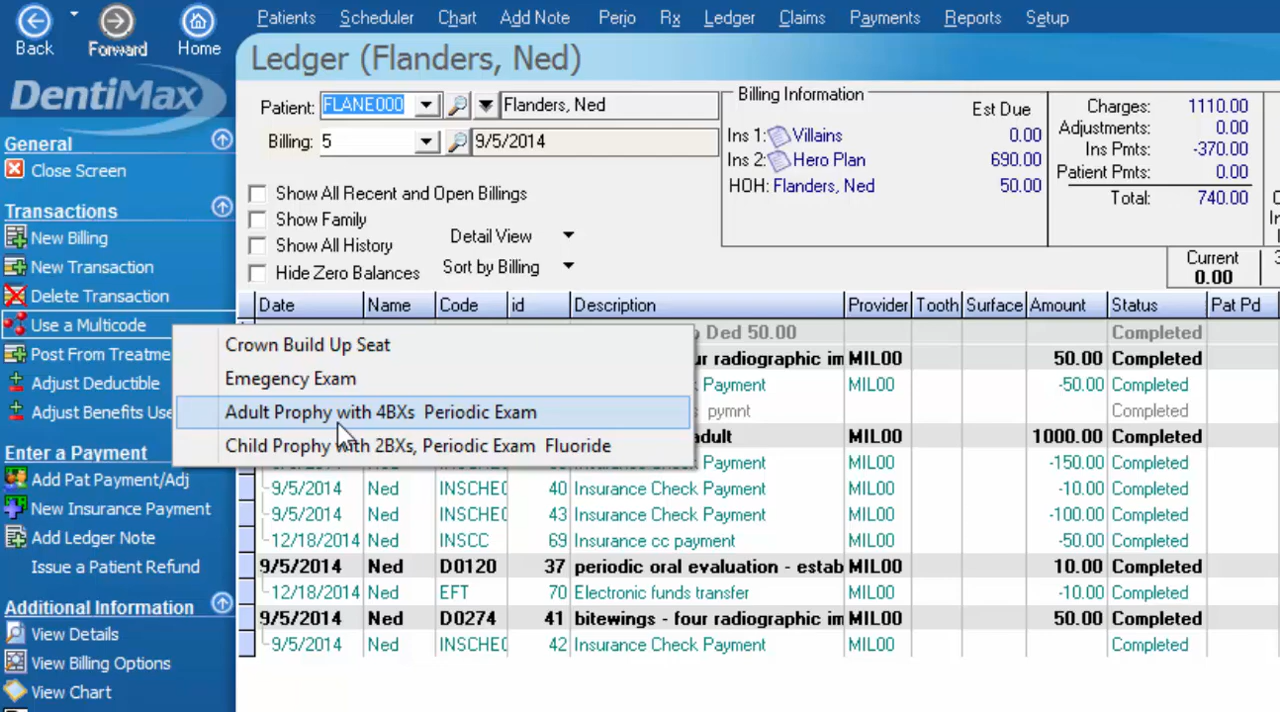 Back
Forward
Home
Patients Scheduler Chart Add Note Perio Rx Ledger Claims Payments Reports Setup
DentiMax
Ledger (Flanders, Ned)
Patient: FLANE000 Flanders, Ned
Billing: 5 9/5/2014
Show All Recent and Open Billings
Show Family
Show All History
Hide Zero Balances
Detail View
Sort by Billing
Billing Information
Est Due
Ins 1: Villains 0.00
Ins 2: Hero Plan 690.00
HOH: Flanders, Ned 50.00
Charges: 1110.00
Adjustments: 0.00
Ins Pmts: -370.00
Patient Pmts: 0.00
Total: 740.00
Current
0.00
General
Close Screen
Transactions
New Billing
New Transaction
Delete Transaction
Use a Multicode
Post From Treatme
Adjust Deductible
Adjust Benefits Use
Enter a Payment
Add Pat Payment/Adj
New Insurance Payment
Add Ledger Note
Issue a Patient Refund
Additional Information
View Details
View Billing Options
View Chart
Crown Build Up Seat
Emegency Exam
Adult Prophy with 4BXs Periodic Exam
Child Prophy with 2BXs, Periodic Exam Fluoride
Date Name Code id Description Provider Tooth Surface Amount Status Pat Pd
Ded 50.00 Completed
ur radiographic im MIL00 50.00 Completed
Payment MIL00 -50.00 Completed
pymnt Completed
adult MIL00 1000.00 Completed
Payment MIL00 -150.00 Completed
9/5/2014 Ned INSCHEC 40 Insurance Check Payment MIL00 -10.00 Completed
9/5/2014 Ned INSCHEC 43 Insurance Check Payment MIL00 -100.00 Completed
12/18/2014 Ned INSCC 69 Insurance cc payment MIL00 -50.00 Completed
9/5/2014 Ned D0120 37 periodic oral evaluation - estab MIL00 10.00 Completed
12/18/2014 Ned EFT 70 Electronic funds transfer MIL00 -10.00 Completed
9/5/2014 Ned D0274 41 bitewings - four radiographic im MIL00 50.00 Completed
9/5/2014 Ned INSCHEC 42 Insurance Check Payment MIL00 Completed